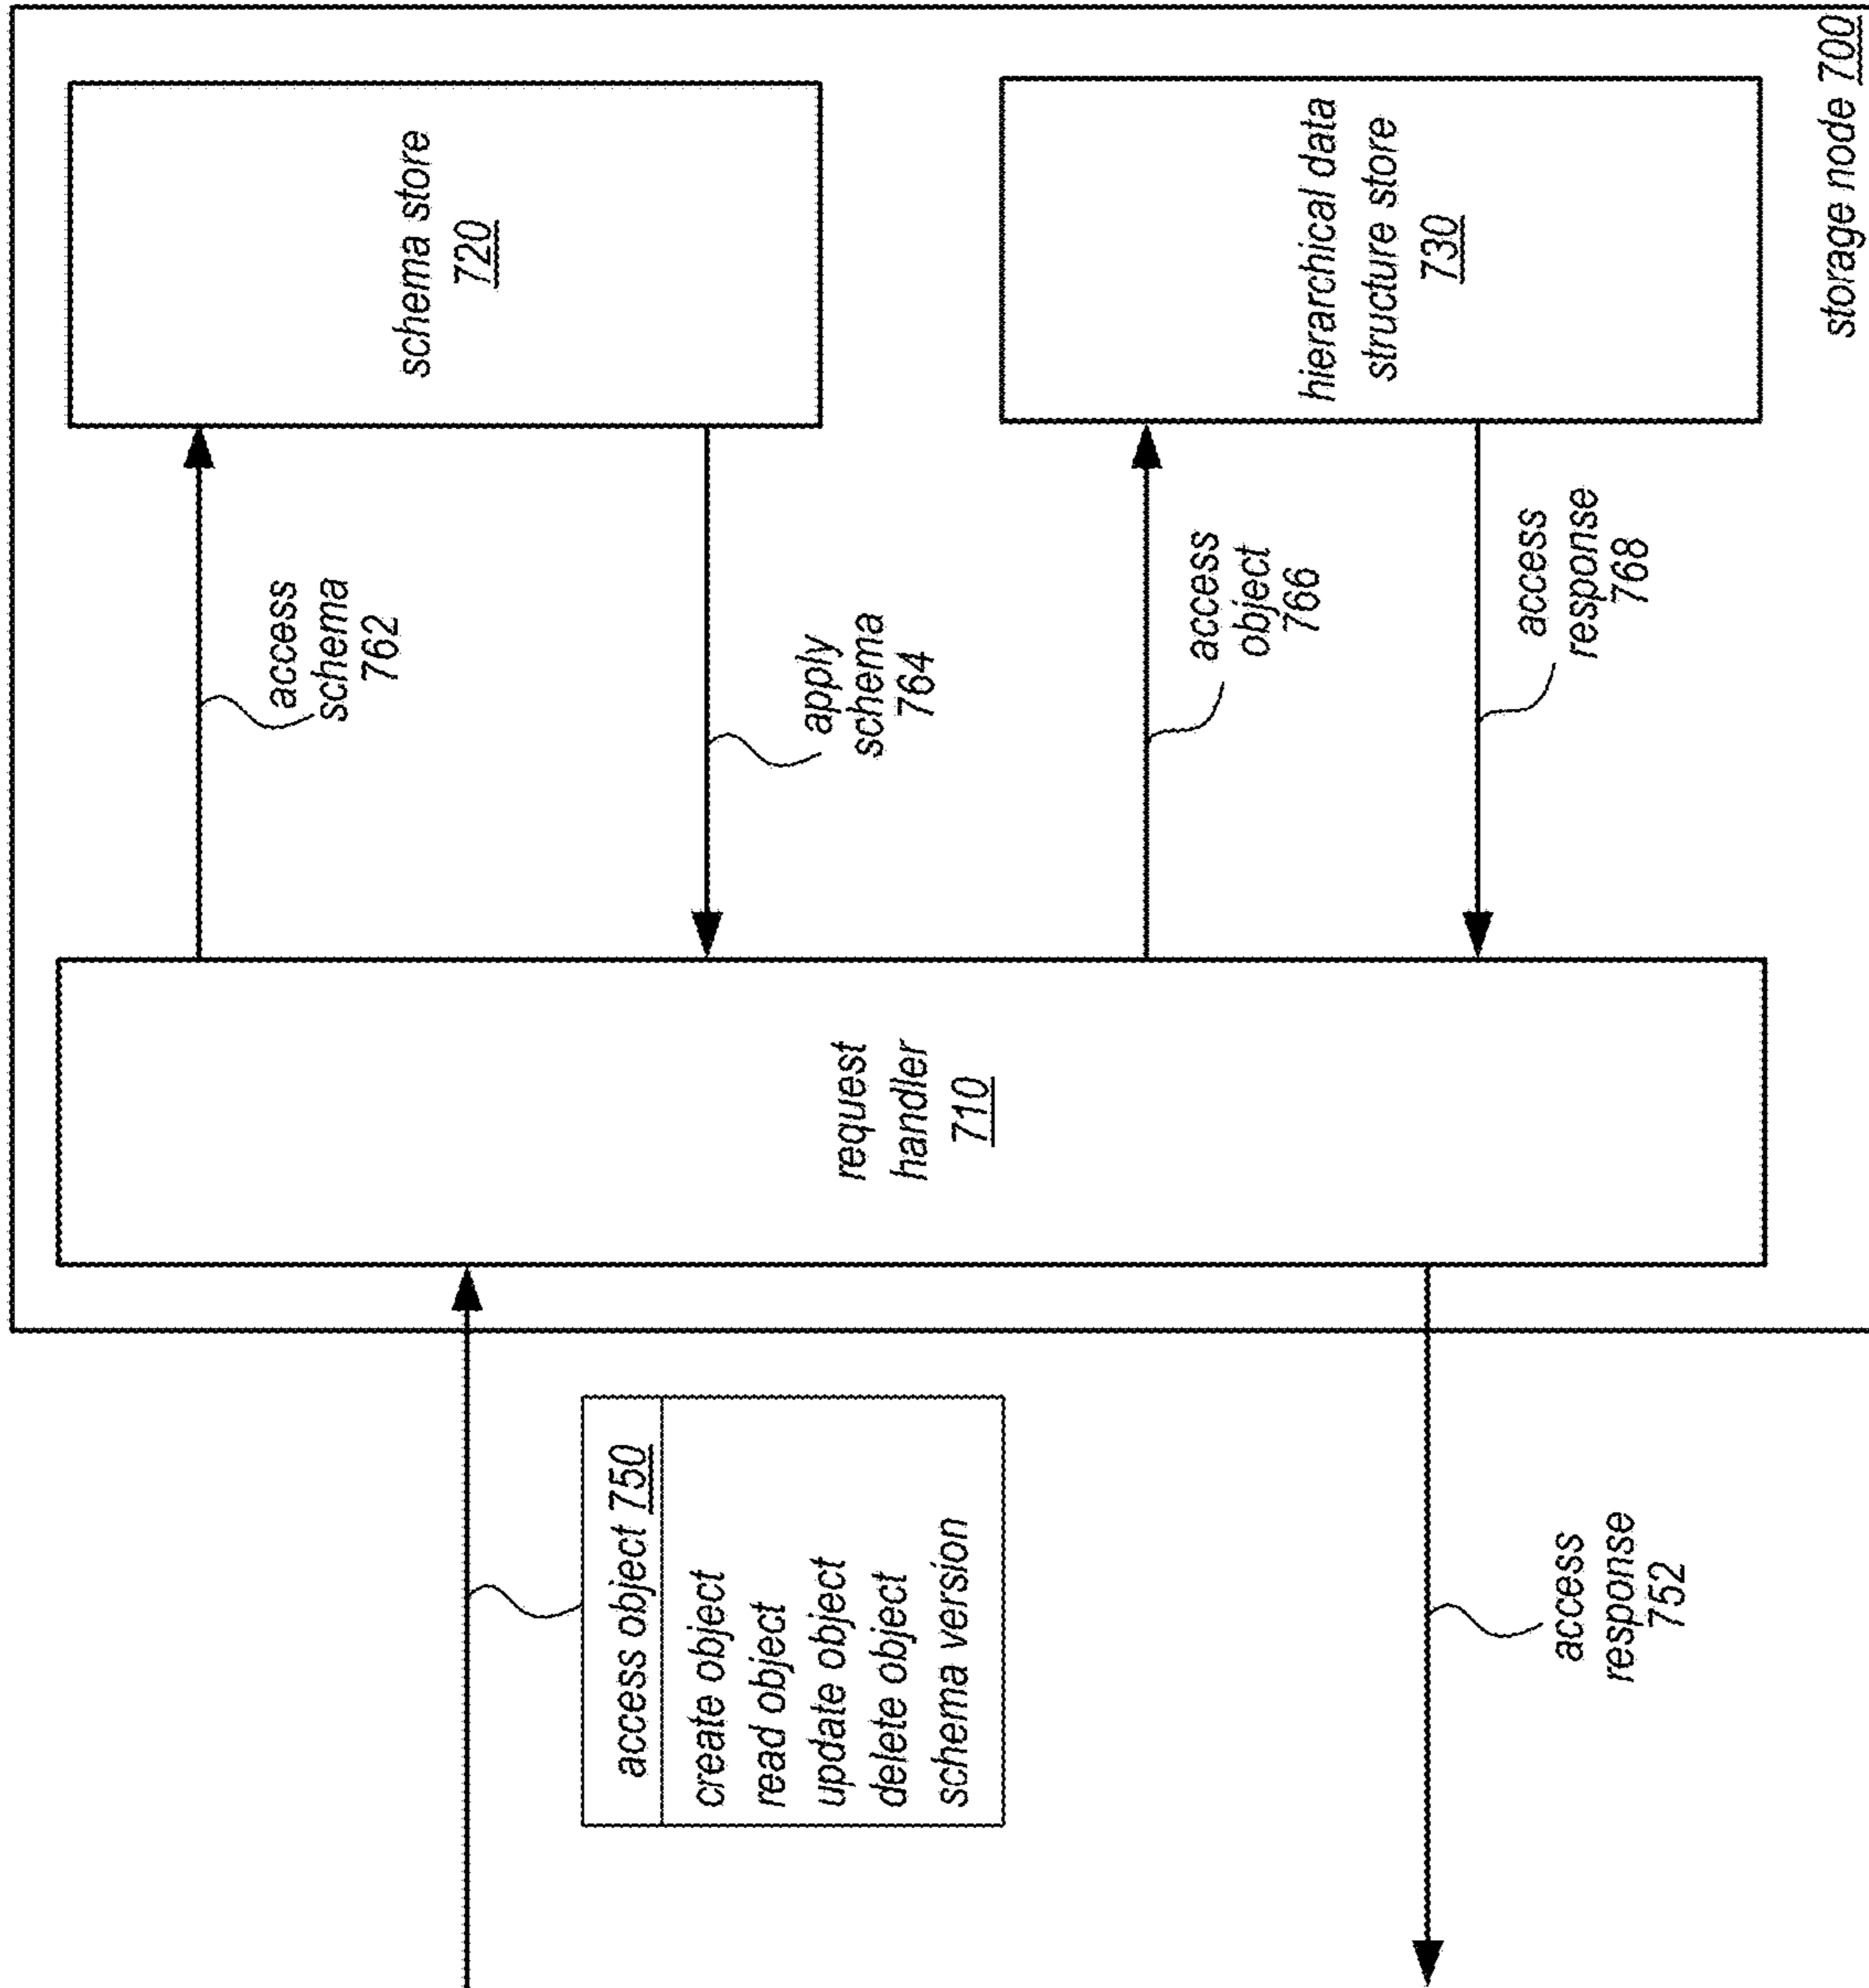 access object 750
create object
read object
update object
delete object
schema version
access
response
752
request
handler
710
access
schema
762
apply
schema
764
access
object
766
access
response
768
schema store
720
hierarchical data
structure store
730
storage node 700